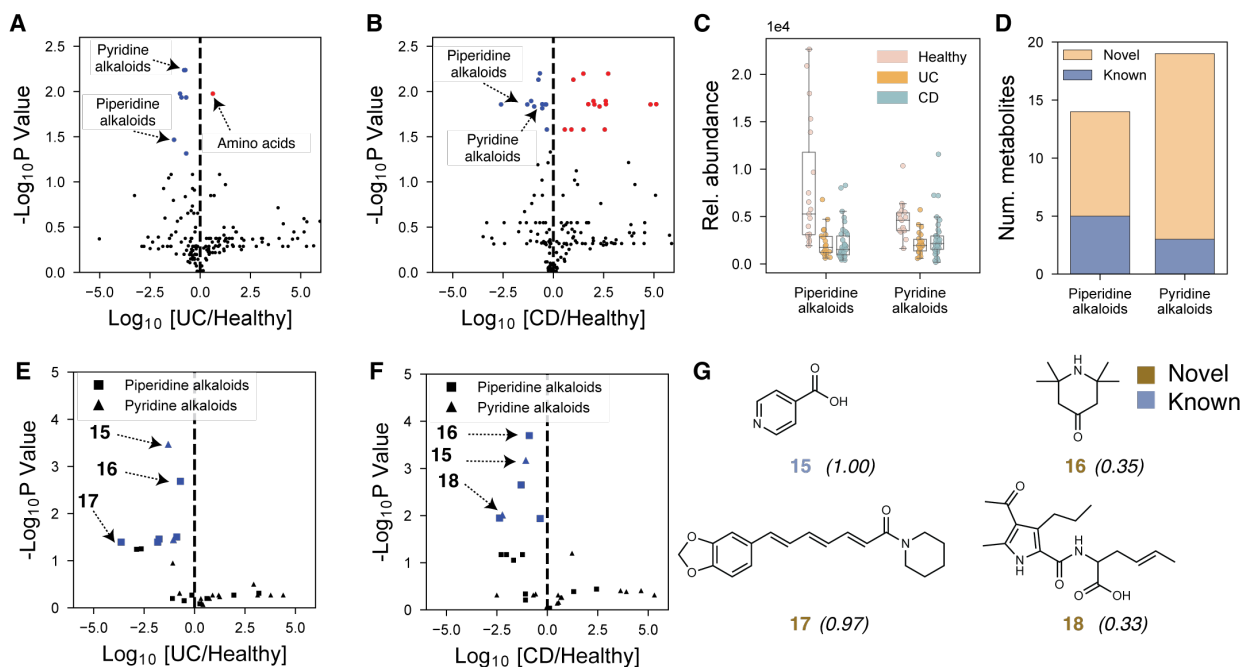 A
2.5
2.0
1.5
1.0
0.5
0.0
-Log10P Value
Pyridine
alkaloids
Piperidine
alkaloids
Amino acids
−5.0
−2.5
0.0
2.5
5.0
Log10 [UC/Healthy]
B
2.5
2.0
1.5
1.0
0.5
0.0
-Log10P Value
Piperidine
alkaloids
Pyridine
alkaloids
−5.0
−2.5
0.0
2.5
5.0
Log10 [CD/Healthy]
C
1e4
2.0
1.5
1.0
0.5
0.0
Rel. abundance
Healthy
UC
CD
Piperidine
alkaloids
Pyridine
alkaloids
D
20
15
10
5
0
Num. metabolites
Novel
Known
Piperidine
alkaloids
Pyridine
alkaloids
E
5
4
3
2
1
0
-Log10P Value
Piperidine alkaloids
Pyridine alkaloids
15
16
17
−5.0
−2.5
0.0
2.5
5.0
Log10 [UC/Healthy]
F
5
4
3
2
1
0
-Log10P Value
Piperidine alkaloids
Pyridine alkaloids
16
15
18
−5.0
−2.5
0.0
2.5
5.0
Log10 [CD/Healthy]
G
O
OH
N
15 (1.00)
H
N
O
16 (0.35)
Novel
Known
O
O
O
N
17 (0.97)
O
N
H
O
H
N
O
OH
18 (0.33)